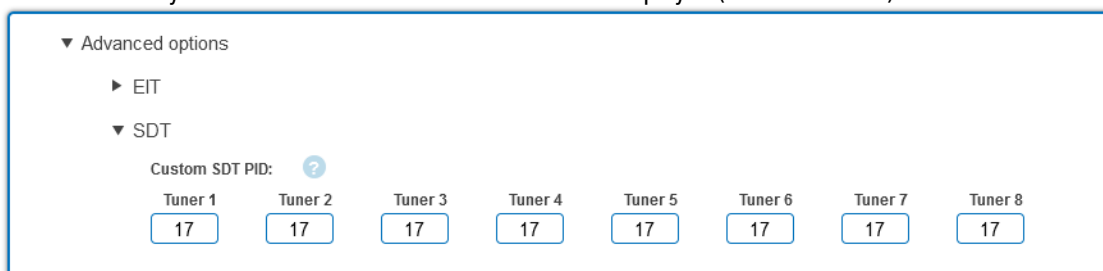 Advanced options
EIT
SDT
Custom SDT PID: ?
Tuner 1 Tuner 2 Tuner 3 Tuner 4 Tuner 5 Tuner 6 Tuner 7 Tuner 8
17 17 17 17 17 17 17 17